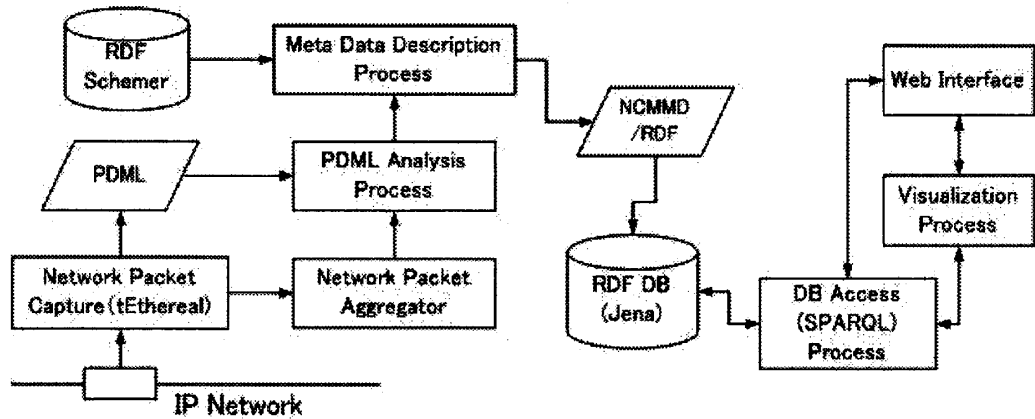 RDF
Schemer
Meta Data Description
Process
NCMMD
/RDF
Web Interface
PDML
PDML Analysis
Process
Visualization
Process
Network Packet
Capture(tEthereal)
Network Packet
Aggregator
RDF DB
(Jena)
DB Access
(SPARQL)
Process
IP Network